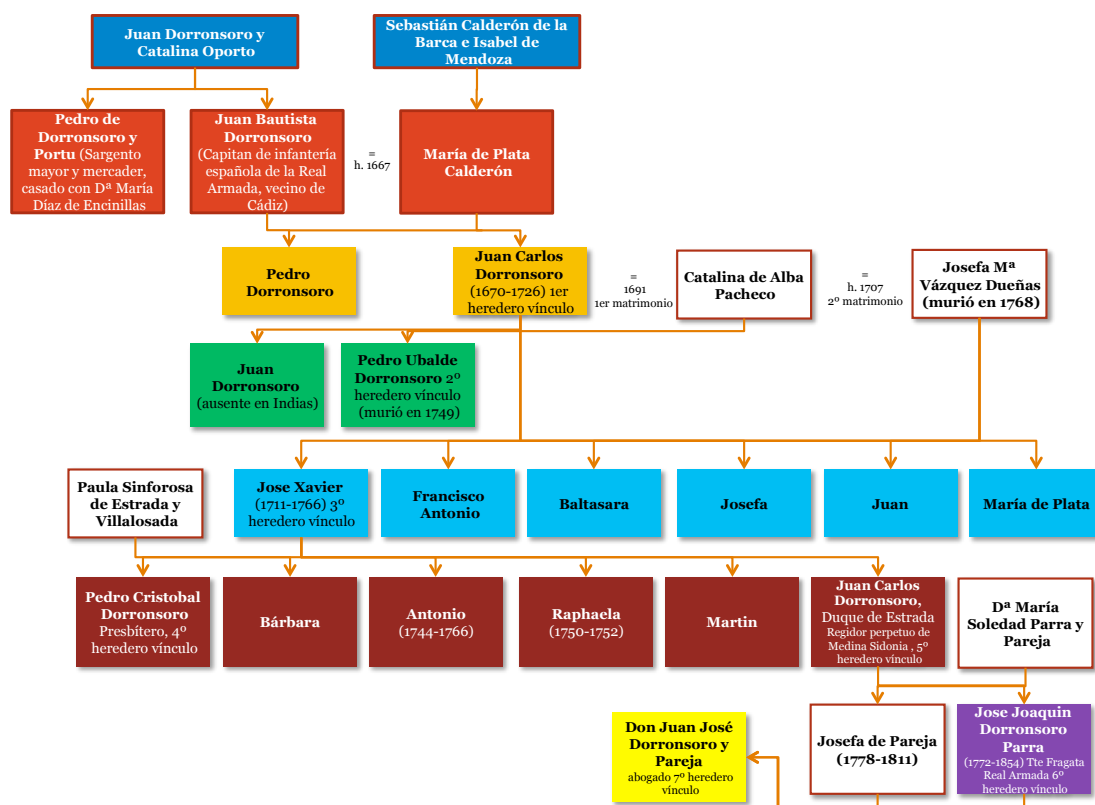 Juan Dorronsoro y
Catalina Oporto
Sebastián Calderón de la
Barca e Isabel de
Mendoza
Pedro de
Dorronsoro y
Portu (Sargento
mayor y mercader,
casado con Dª María
Díaz de Encinillas
Juan Bautista
Dorronsoro
(Capitan de infantería
española de la Real
Armada, vecino de
Cádiz)
=
h. 1667
María de Plata
Calderón
Pedro
Dorronsoro
Juan Carlos
Dorronsoro
(1670-1726) 1er
heredero vínculo
=
1691
1er matrimonio
Catalina de Alba
Pacheco
=
h. 1707
2º matrimonio
Josefa Mª
Vázquez Dueñas
(murió en 1768)
Juan
Dorronsoro
(ausente en Indias)
Pedro Ubalde
Dorronsoro 2º
heredero vínculo
(murió en 1749)
Paula Sinforosa
de Estrada y
Villalosada
Jose Xavier
(1711-1766) 3º
heredero vínculo
Francisco
Antonio
Baltasara
Josefa
Juan
María de Plata
Pedro Cristobal
Dorronsoro
Presbítero, 4º
heredero vínculo
Bárbara
Antonio
(1744-1766)
Raphaela
(1750-1752)
Martin
Juan Carlos
Dorronsoro,
Duque de Estrada
Regidor perpetuo de
Medina Sidonia , 5º
heredero vínculo
Dª María
Soledad Parra y
Pareja
Don Juan José
Dorronsoro y
Pareja
abogado 7º heredero
vínculo
Josefa de Pareja
(1778-1811)
Jose Joaquin
Dorronsoro
Parra
(1772-1854) Tte Fragata
Real Armada 6º
heredero vínculo